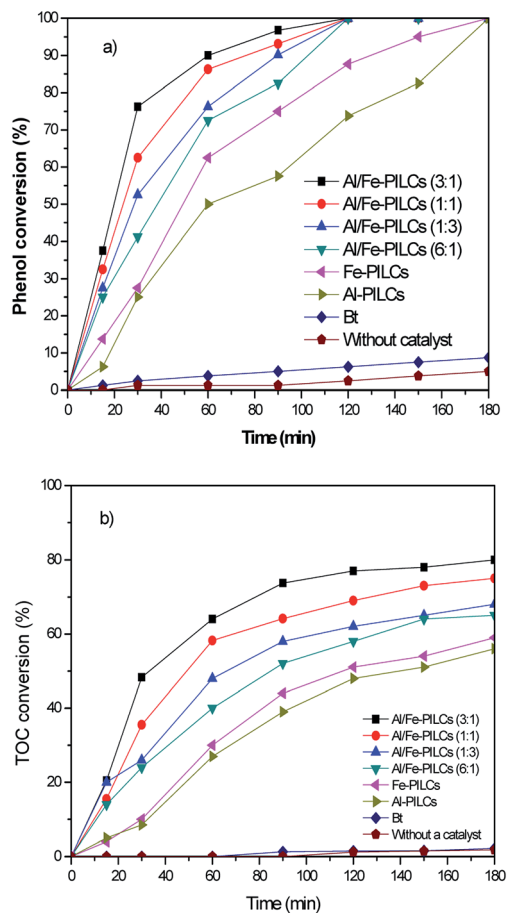 100
90
80
70
60
50
40
30
20
10
0
Phenol conversion (%)
a)
Al/Fe-PILCs (3:1)
Al/Fe-PILCs (1:1)
Al/Fe-PILCs (1:3)
Al/Fe-PILCs (6:1)
Fe-PILCs
Al-PILCs
Bt
Without catalyst
0 20 40 60 80 100 120 140 160 180
Time (min)
100
80
60
40
20
0
TOC conversion (%)
b)
Al/Fe-PILCs (3:1)
Al/Fe-PILCs (1:1)
Al/Fe-PILCs (1:3)
Al/Fe-PILCs (6:1)
Fe-PILCs
Al-PILCs
Bt
Without a catalyst
0 20 40 60 80 100 120 140 160 180
Time (min)